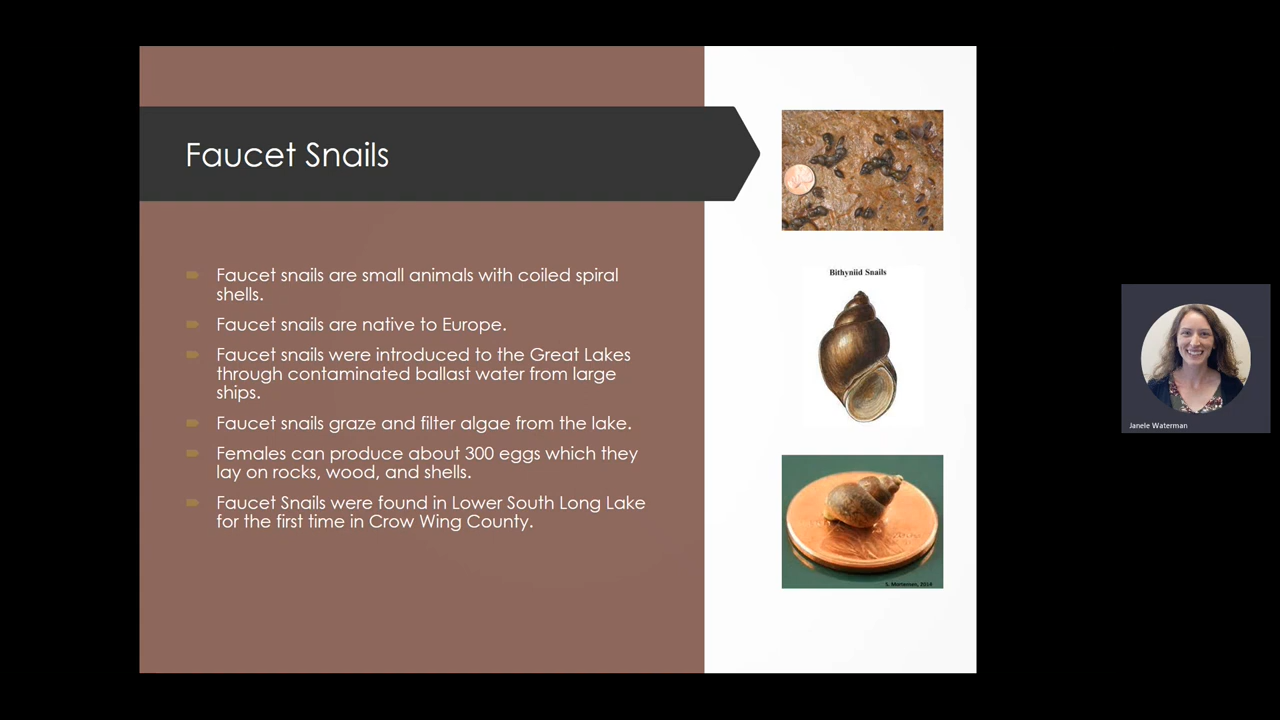 Faucet Snails
Faucet snails are small animals with coiled spiral
shells.
Faucet snails are native to Europe.
Faucet snails were introduced to the Great Lakes
through contaminated ballast water from large
ships.
Faucet snails graze and filter algae from the lake.
Females can produce about 300 eggs which they
lay on rocks, wood, and shells.
Faucet Snails were found in Lower South Long Lake
for the first time in Crow Wing County.
Bithyniid Snails
S. Mortensen, 2014
Janele Waterman